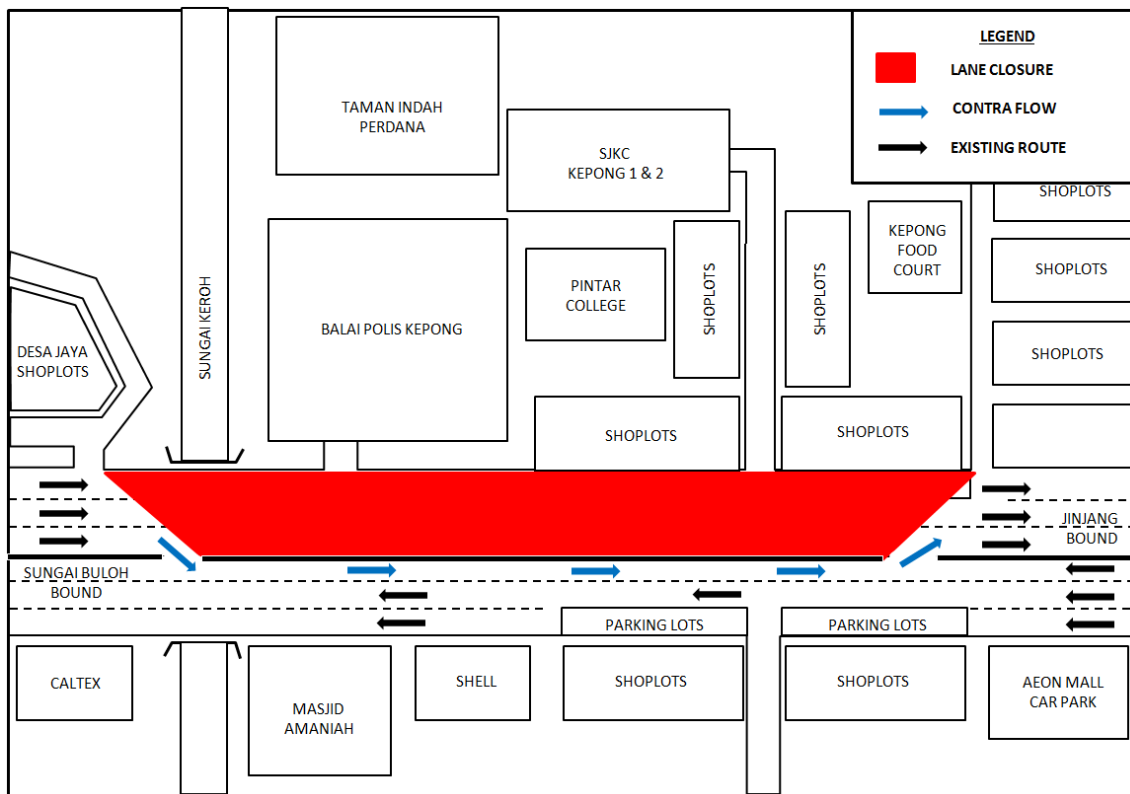 LEGEND
LANE CLOSURE
CONTRA FLOW
EXISTING ROUTE
TAMAN INDAH
PERDANA
SJKC
KEPONG 1 & 2
SHOPLOTS
KEPONG
FOOD
COURT
SHOPLOTS
SHOPLOTS
SUNGAI KEROH
BALAI POLIS KEPONG
PINTAR
COLLEGE
SHOPLOTS
SHOPLOTS
DESA JAYA
SHOPLOTS
SHOPLOTS
SHOPLOTS
SHOPLOTS
JINJANG
BOUND
SUNGAI BULOH
BOUND
PARKING LOTS
PARKING LOTS
CALTEX
MASJID
AMANIAH
SHELL
SHOPLOTS
SHOPLOTS
AEON MALL
CAR PARK